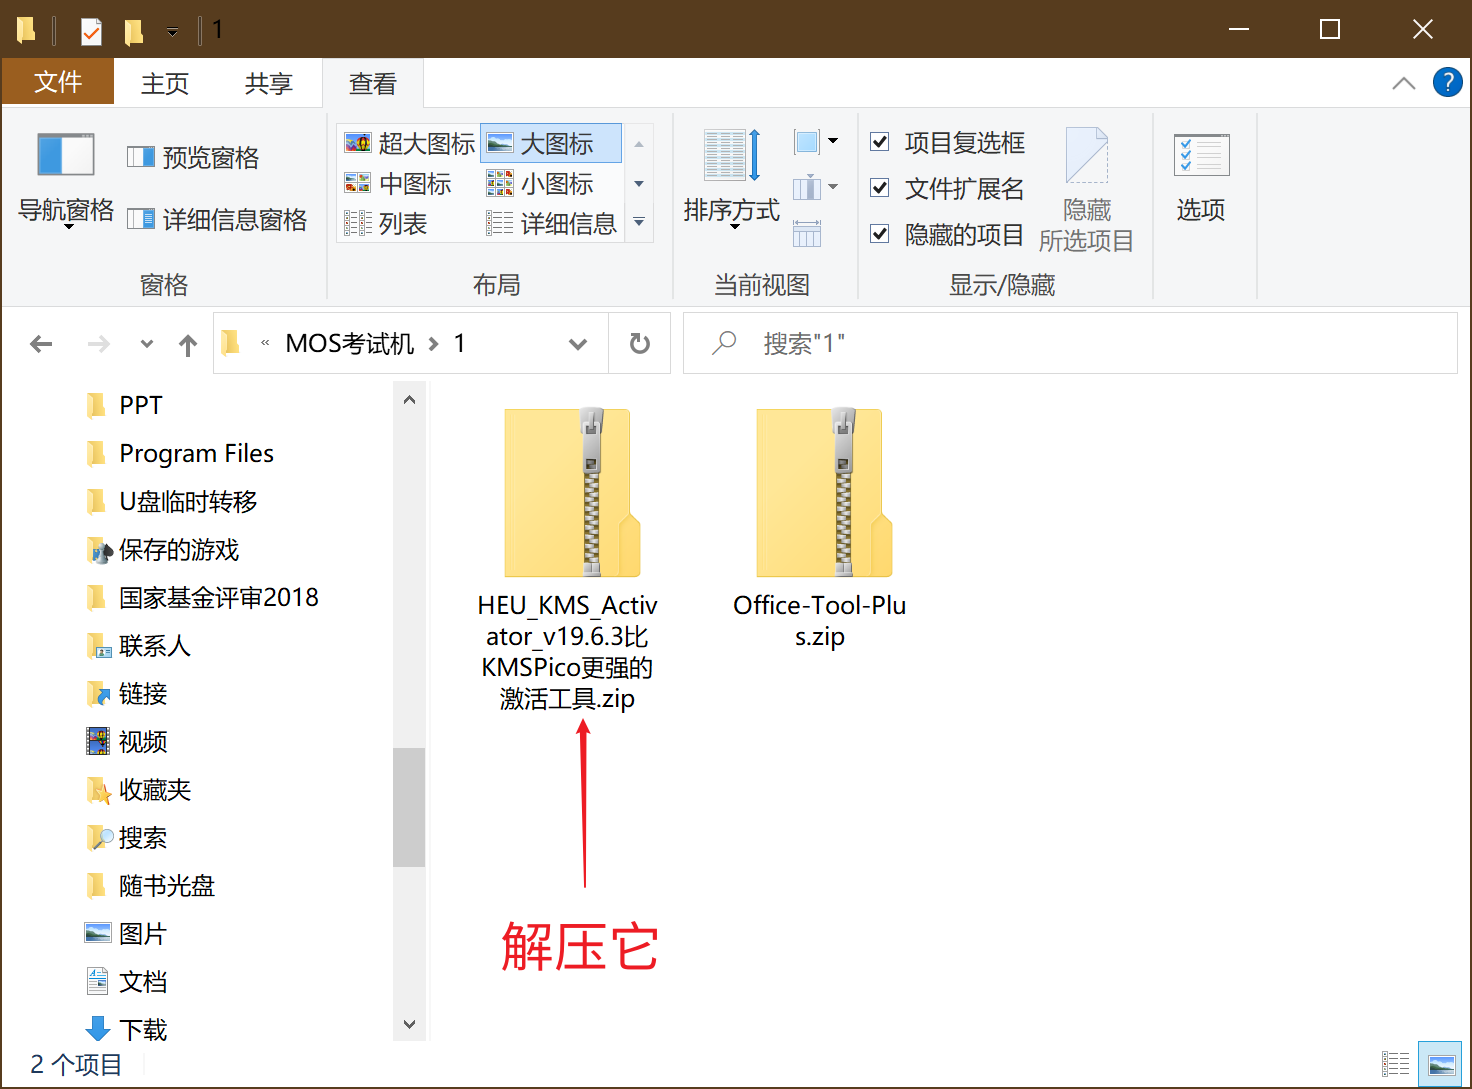 1
文件
主页
共享
查看
?
导航窗格
预览窗格
详细信息窗格
窗格
超大图标
大图标
中图标
小图标
列表
详细信息
布局
排序方式
当前视图
项目复选框
文件扩展名
隐藏的项目
隐藏
所选项目
显示/隐藏
选项
« MOS考试机 > 1
搜索"1"
PPT
Program Files
U盘临时转移
保存的游戏
国家基金评审2018
联系人
链接
视频
收藏夹
搜索
随书光盘
图片
文档
下载
HEU_KMS_Activ
ator_v19.6.3比
KMSPico更强的
激活工具.zip
Office-Tool-Plu
s.zip
解压它
2 个项目